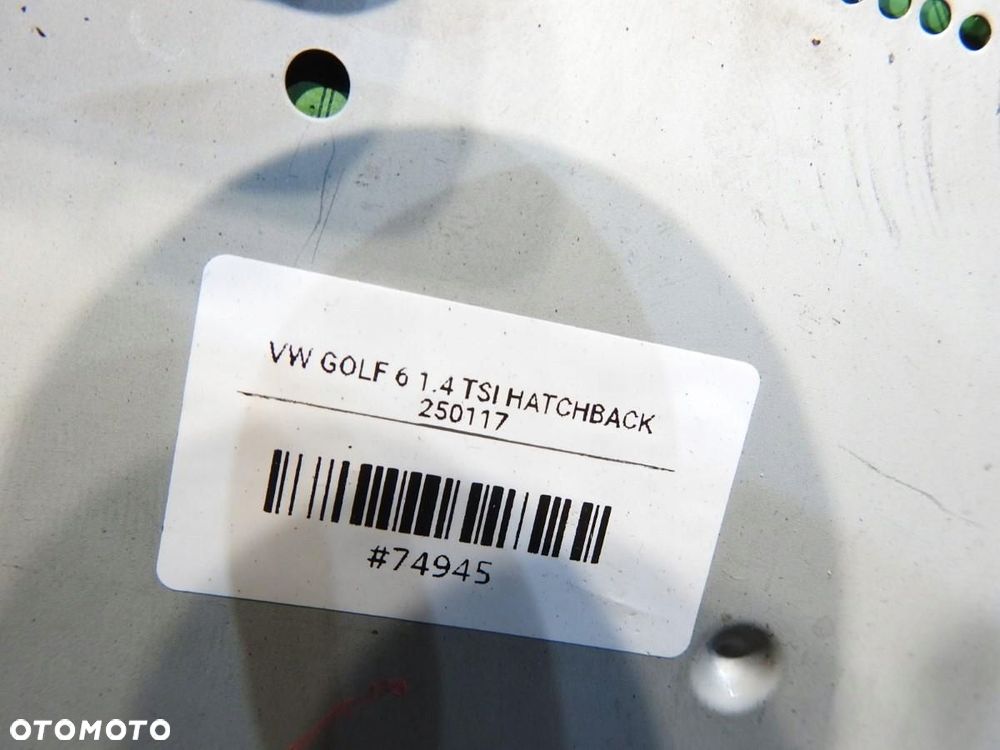 VW GOLF 6 1.4 TSI HATCHBACK
250117
#74945
OTOMOTO